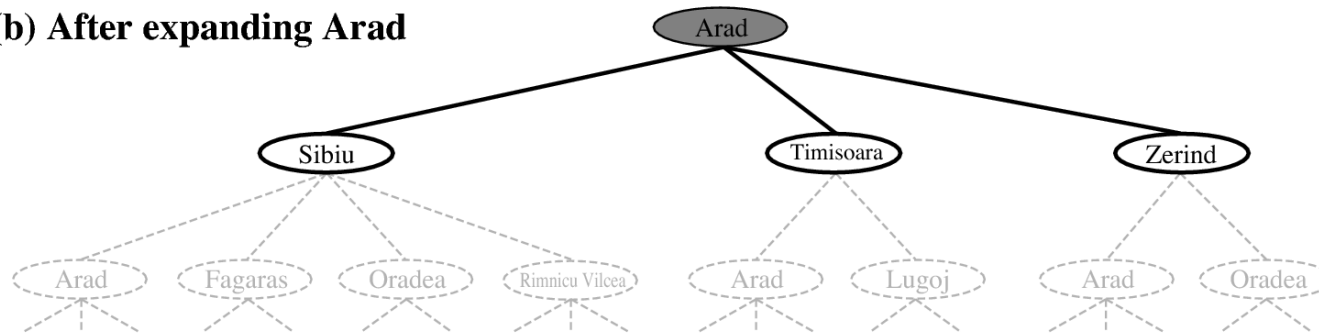 (b) After expanding Arad
Arad
Sibiu
Timisoara
Zerind
Arad
Fagaras
Oradea
Rimnicu Vilcea
Arad
Lugoj
Arad
Oradea